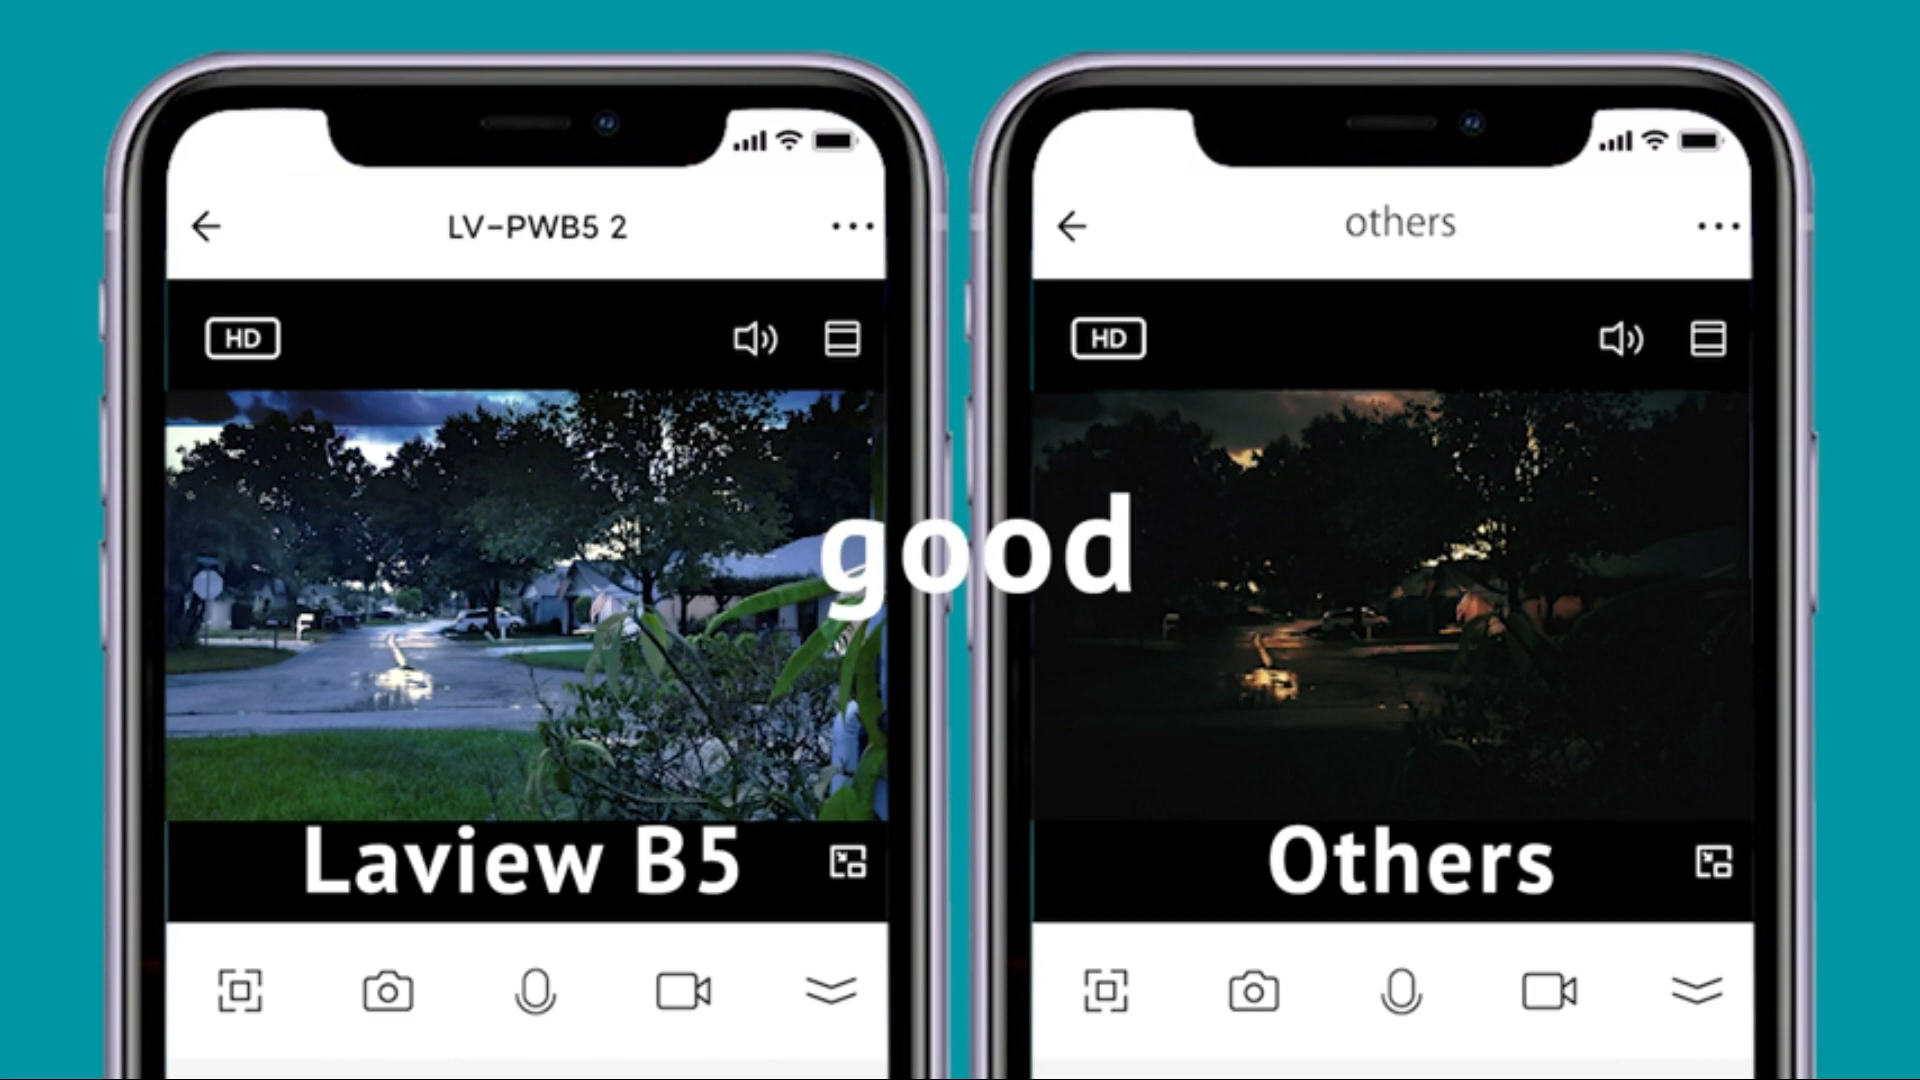 LV-PWB5 2
HD
Laview B5
good
others
HD
Others